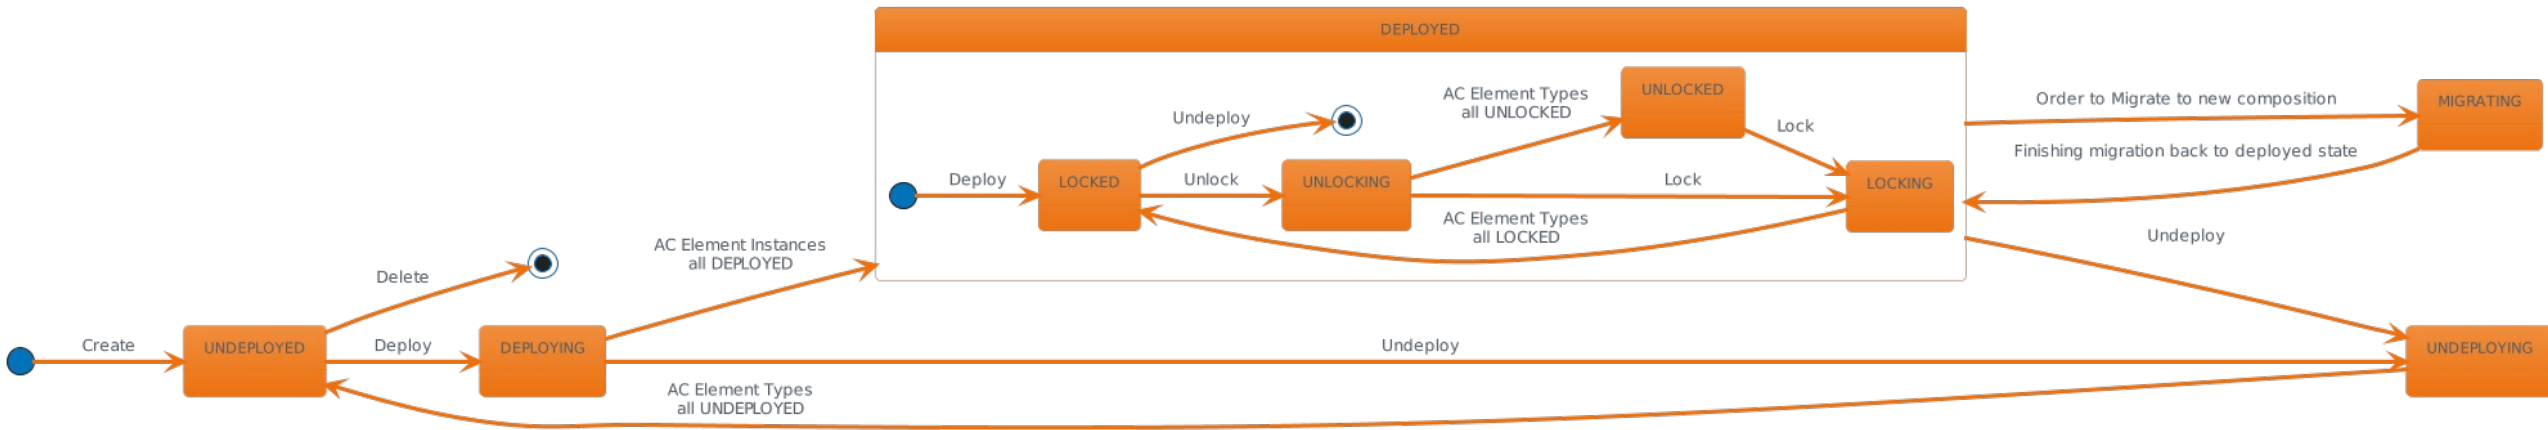 DEPLOYED
UNLOCKED
MIGRATING
AC Element Types
all UNLOCKED
Order to Migrate to new composition
Undeploy
Lock
Finishing migration back to deployed state
Deploy
LOCKED
Unlock
UNLOCKING
Lock
LOCKING
AC Element Types
all LOCKED
AC Element Instances
all DEPLOYED
Undeploy
Delete
Create
UNDEPLOYED
Deploy
DEPLOYING
Undeploy
UNDEPLOYING
AC Element Types
all UNDEPLOYED